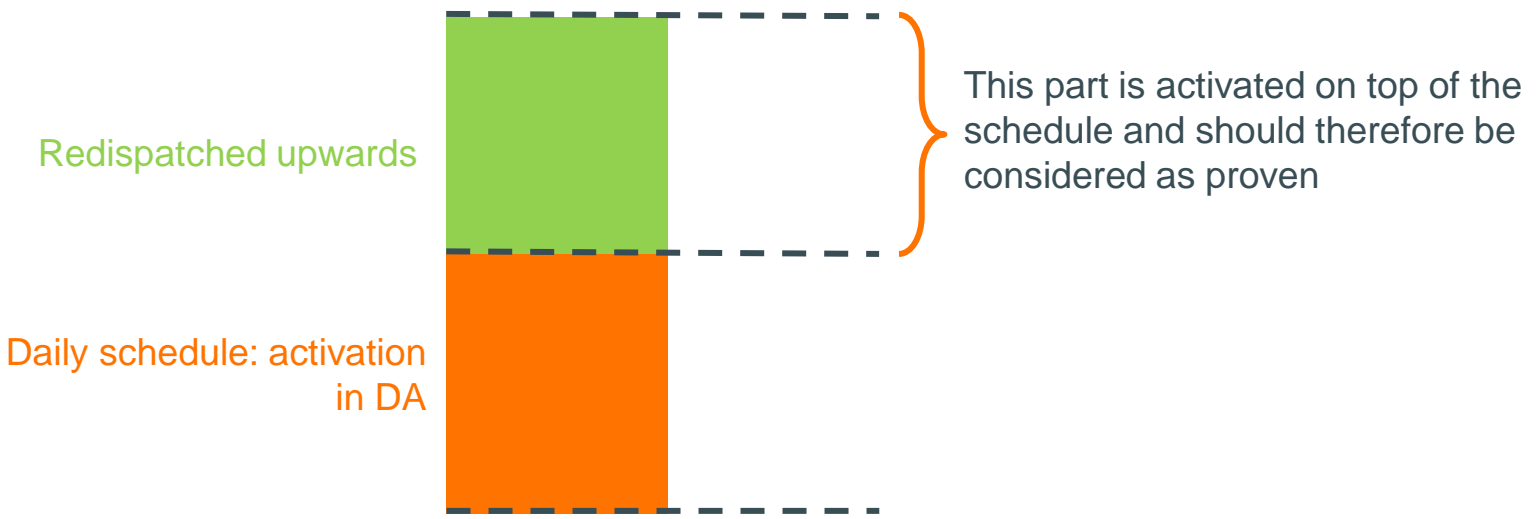 This part is activated on top of the
schedule and should therefore be
considered as proven
Redispatched upwards
Daily schedule: activation
in DA